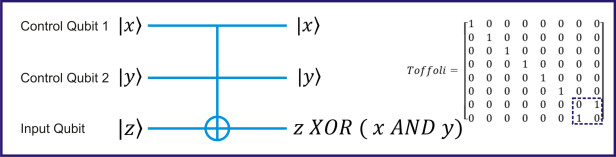 Control Qubit 1 |x⟩ |x⟩
Control Qubit 2 |y⟩ |y⟩
Input Qubit |z⟩ z XOR ( x AND y)
Toffoli =
1 0 0 0 0 0 0 0
0 1 0 0 0 0 0 0
0 0 1 0 0 0 0 0
0 0 0 1 0 0 0 0
0 0 0 0 1 0 0 0
0 0 0 0 0 1 0 0
0 0 0 0 0 0 0 1
0 0 0 0 0 0 1 0